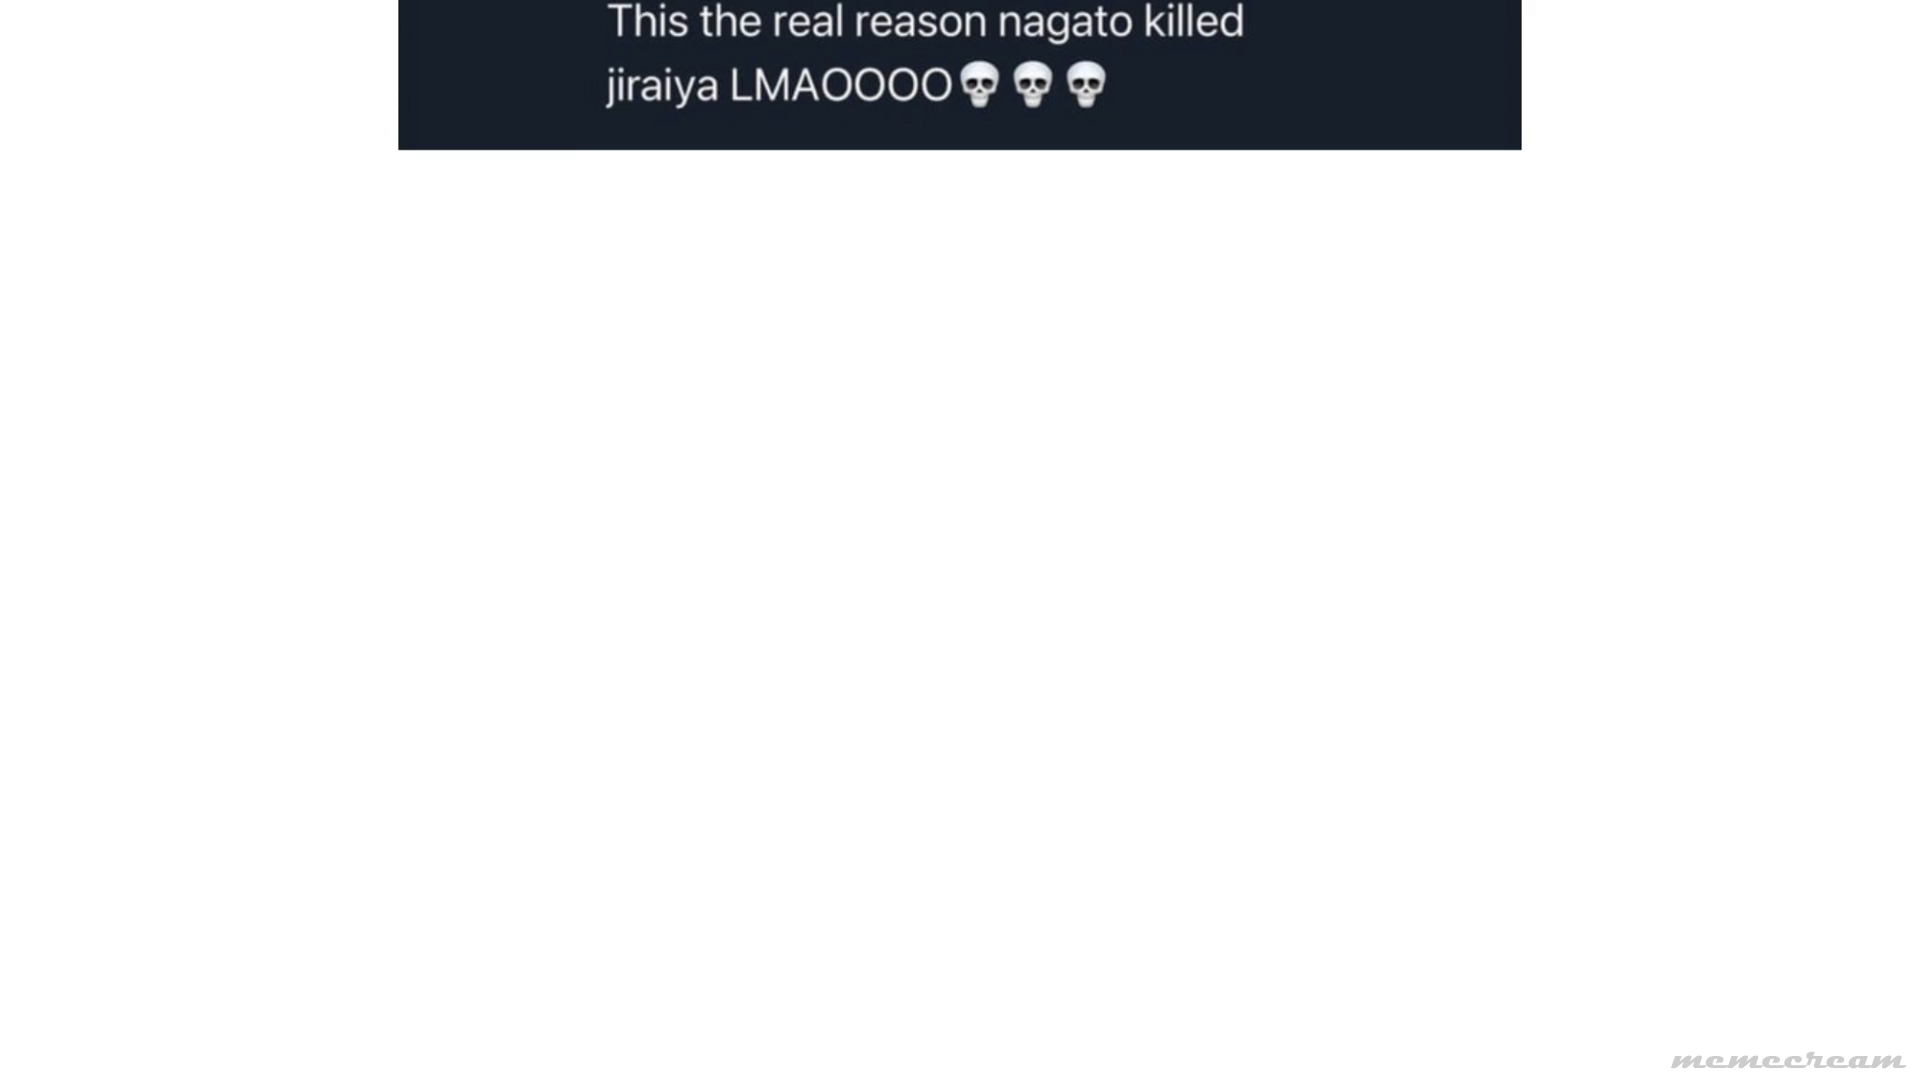 This the real reason nagato killed
jiraiya LMAOOOO💀💀💀
memecream